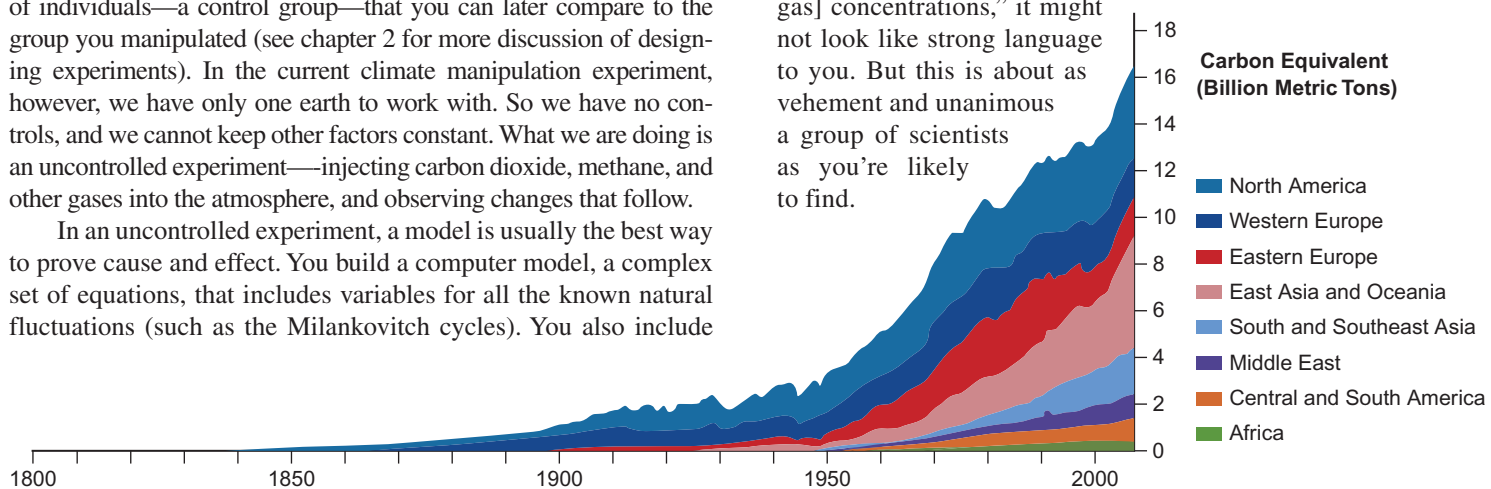 of individuals—a control group—that you can later compare to the
group you manipulated (see chapter 2 for more discussion of design-
ing experiments). In the current climate manipulation experiment,
however, we have only one earth to work with. So we have no con-
trols, and we cannot keep other factors constant. What we are doing is
an uncontrolled experiment—-injecting carbon dioxide, methane, and
other gases into the atmosphere, and observing changes that follow.
In an uncontrolled experiment, a model is usually the best way
to prove cause and effect. You build a computer model, a complex
set of equations, that includes variables for all the known natural
fluctuations (such as the Milankovitch cycles). You also include
gas] concentrations,” it might
not look like strong language
to you. But this is about as
vehement and unanimous
a group of scientists
as you’re likely
to find.
18
16
14
12
10
8
6
4
2
0
1800
1850
1900
1950
2000
Carbon Equivalent
(Billion Metric Tons)
North America
Western Europe
Eastern Europe
East Asia and Oceania
South and Southeast Asia
Middle East
Central and South America
Africa